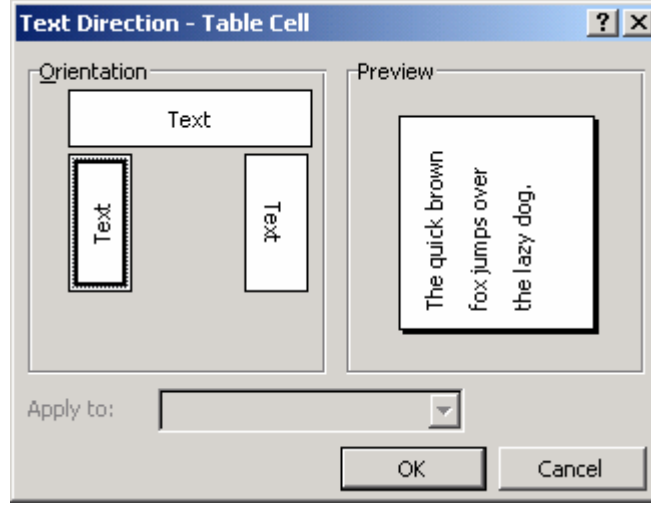 Text Direction - Table Cell
Orientation
Text
Text
Text
Preview
The quick brown
fox jumps over
the lazy dog.
Apply to:
OK
Cancel